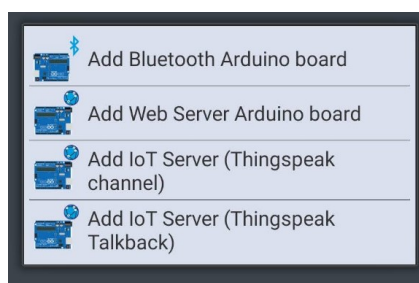 Add Bluetooth Arduino board
Add Web Server Arduino board
Add IoT Server (Thingspeak
channel)
Add IoT Server (Thingspeak
Talkback)